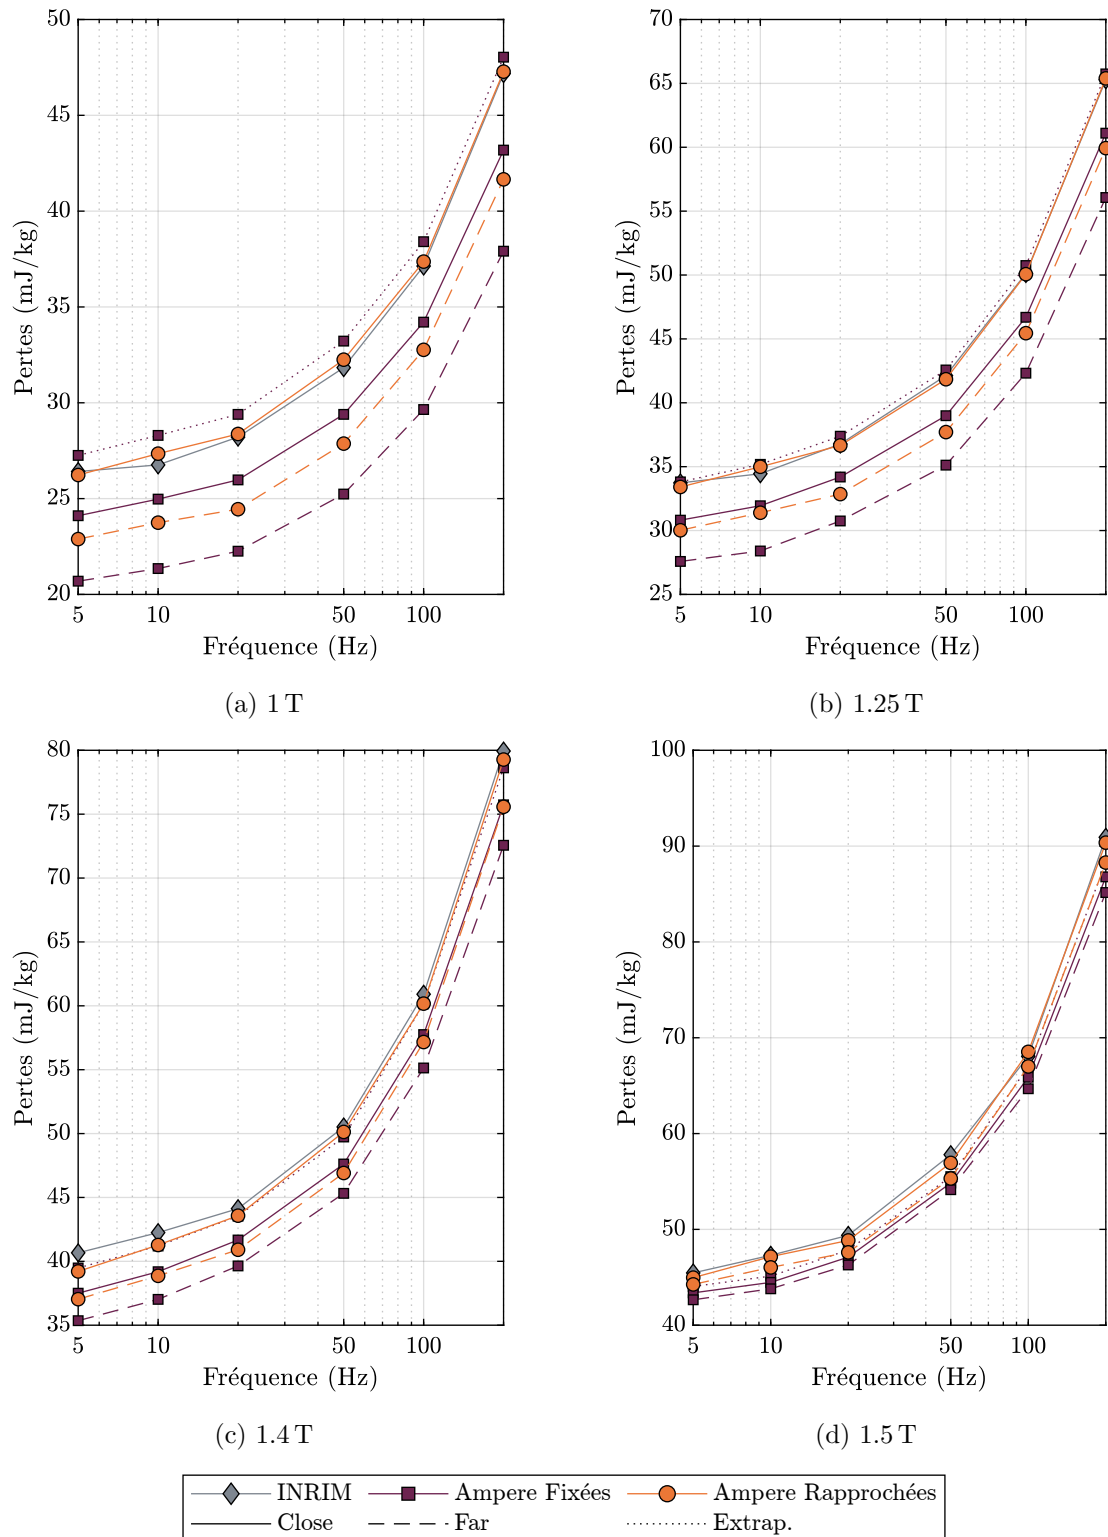 50
45
40
35
30
25
20
Pertes (mJ/kg)
5 10 20 50 100
Fréquence (Hz)
(a) 1 T
70
65
60
55
50
45
40
35
30
25
Pertes (mJ/kg)
5 10 20 50 100
Fréquence (Hz)
(b) 1.25 T
80
75
70
65
60
55
50
45
40
35
Pertes (mJ/kg)
5 10 20 50 100
Fréquence (Hz)
(c) 1.4 T
100
90
80
70
60
50
40
Pertes (mJ/kg)
5 10 20 50 100
Fréquence (Hz)
(d) 1.5 T
INRIM Ampere Fixées Ampere Rapprochées
Close Far Extrap.